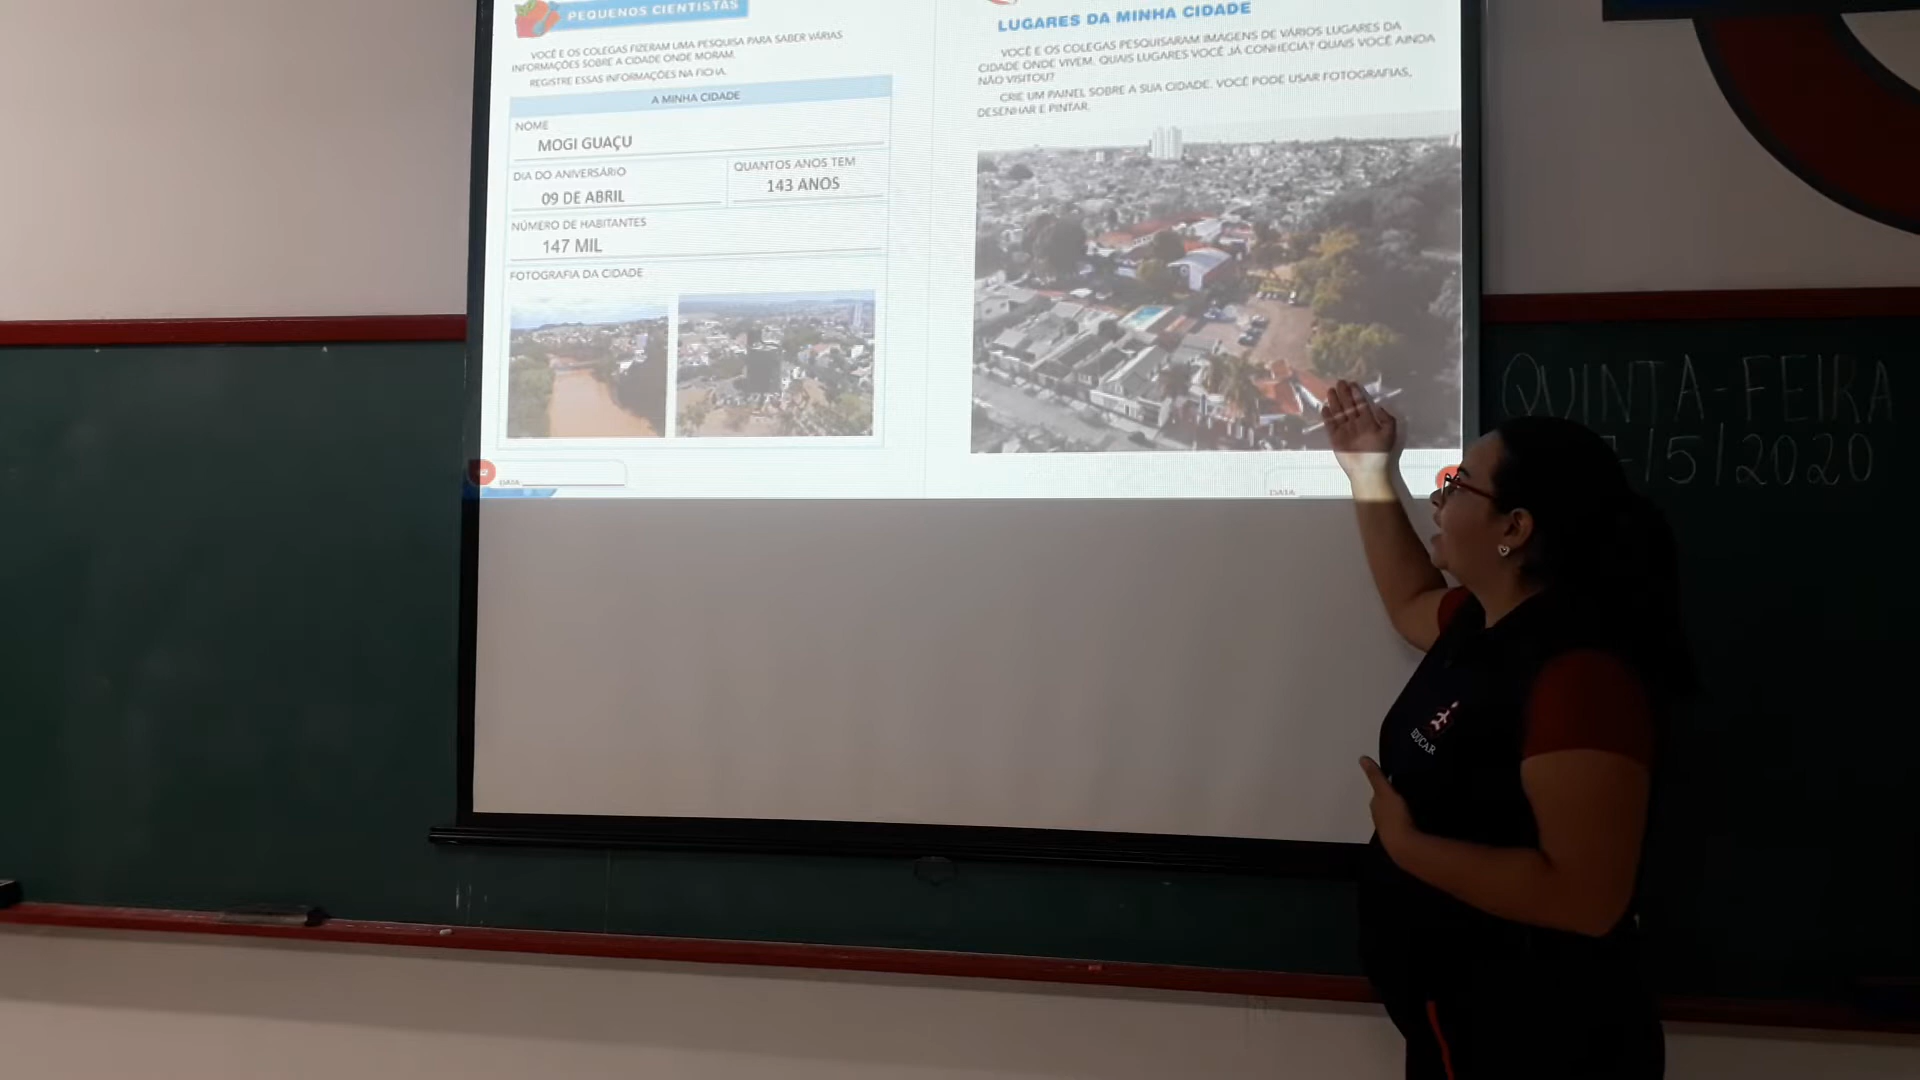 PEQUENOS CIENTISTAS
VOCÊ E OS COLEGAS FIZERAM UMA PESQUISA PARA SABER VÁRIAS
INFORMAÇÕES SOBRE A CIDADE ONDE MORAM.
REGISTRE ESSAS INFORMAÇÕES NA FICHA.
A MINHA CIDADE
NOME
MOGI GUAÇU
DIA DO ANIVERSÁRIO
09 DE ABRIL
QUANTOS ANOS TEM
143 ANOS
NÚMERO DE HABITANTES
147 MIL
FOTOGRAFIA DA CIDADE
DATA
LUGARES DA MINHA CIDADE
VOCÊ E OS COLEGAS PESQUISARAM IMAGENS DE VÁRIOS LUGARES DA
CIDADE ONDE VIVEM. QUAIS LUGARES VOCÊ JÁ CONHECIA? QUAIS VOCÊ AINDA
NÃO VISITOU?
CRIE UM PAINEL SOBRE A SUA CIDADE. VOCÊ PODE USAR FOTOGRAFIAS,
DESENHAR E PINTAR.
DATA
QUINTA-FEIRA
/5/2020
EDUCAR